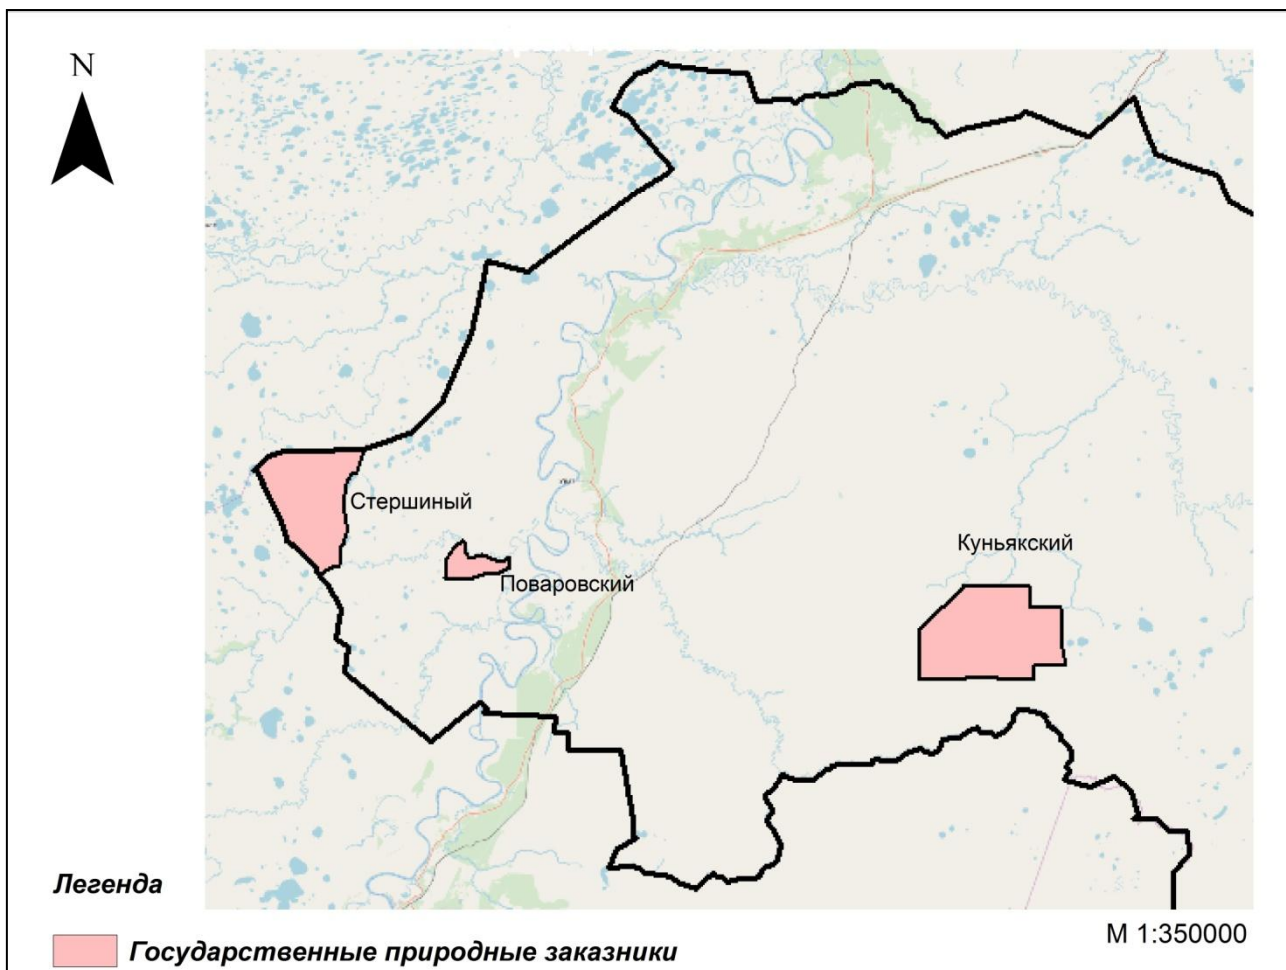 N
Стершиный
Куньякский
Поваровский
Легенда
Государственные природные заказники
М 1:350000